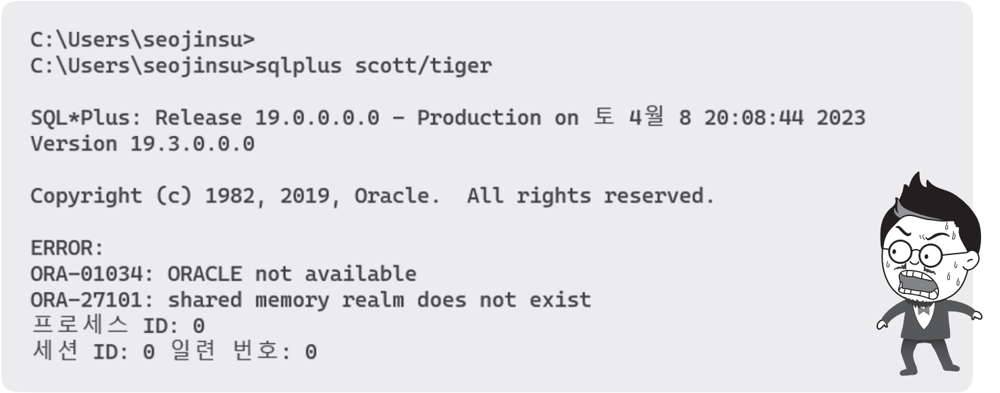 C:\Users\seojinsu>
C:\Users\seojinsu>sqlplus scott/tiger
SQL*Plus: Release 19.0.0.0.0 - Production on 토 4월 8 20:08:44 2023
Version 19.3.0.0.0
Copyright (c) 1982, 2019, Oracle.  All rights reserved.
ERROR:
ORA-01034: ORACLE not available
ORA-27101: shared memory realm does not exist
프로세스 ID: 0
세션 ID: 0 일련 번호: 0